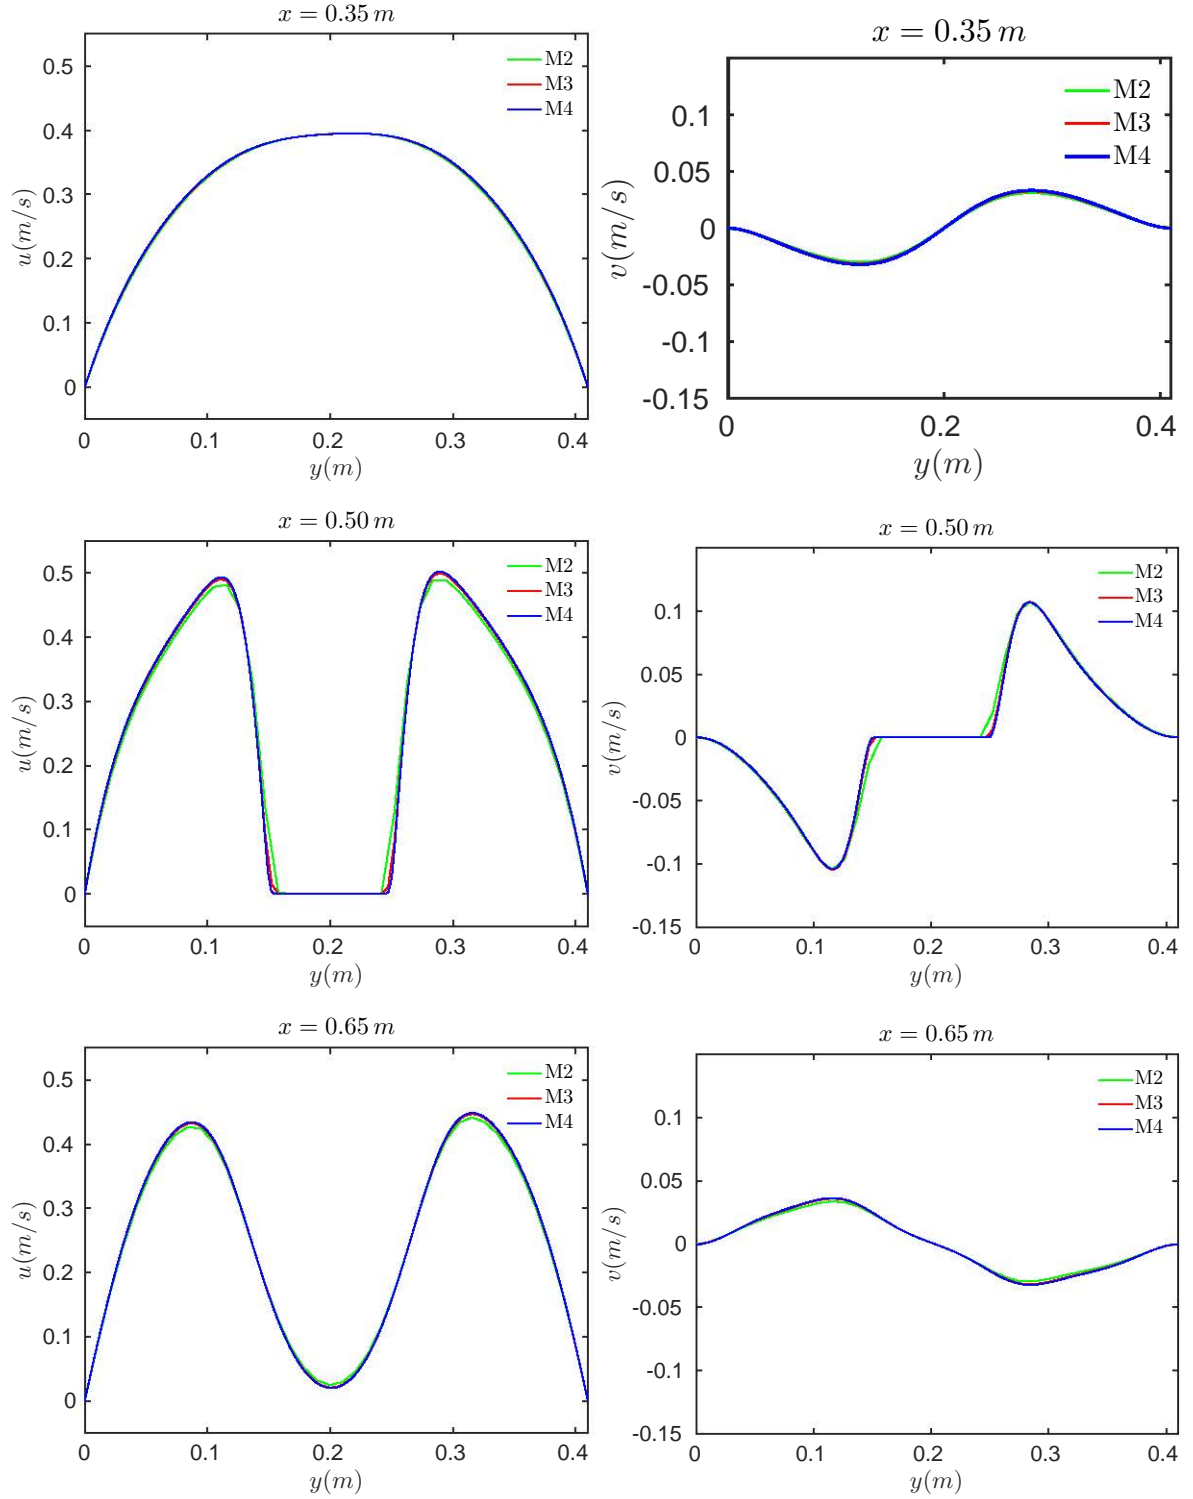 x = 0.35 m
0.5
0.4
0.3
0.2
0.1
0
u(m/s)
M2
M3
M4
0 0.1 0.2 0.3 0.4
y(m)
x = 0.35 m
0.1
0.05
0
-0.05
-0.1
-0.15
v(m/s)
M2
M3
M4
0 0.2 0.4
y(m)
x = 0.50 m
0.5
0.4
0.3
0.2
0.1
0
u(m/s)
M2
M3
M4
0 0.1 0.2 0.3 0.4
y(m)
x = 0.50 m
0.1
0.05
0
-0.05
-0.1
-0.15
v(m/s)
M2
M3
M4
0 0.1 0.2 0.3 0.4
y(m)
x = 0.65 m
0.5
0.4
0.3
0.2
0.1
0
u(m/s)
M2
M3
M4
0 0.1 0.2 0.3 0.4
y(m)
x = 0.65 m
0.1
0.05
0
-0.05
-0.1
-0.15
v(m/s)
M2
M3
M4
0 0.1 0.2 0.3 0.4
y(m)